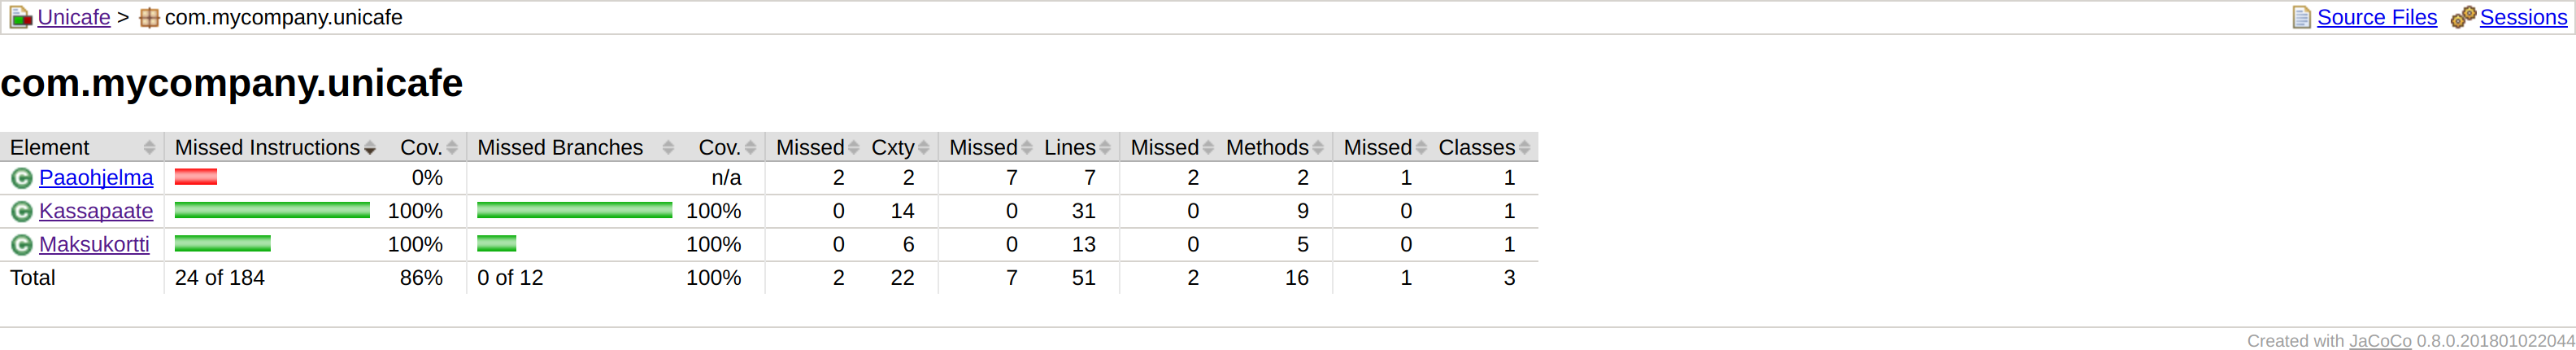 Unicafe > com.mycompany.unicafe Source Files Sessions
com.mycompany.unicafe
Element Missed Instructions Cov. Missed Branches Cov. Missed Cxty Missed Lines Missed Methods Missed Classes
Paaohjelma 0% n/a 2 2 7 7 2 2 1 1
Kassapaate 100% 100% 0 14 0 31 0 9 0 1
Maksukortti 100% 100% 0 6 0 13 0 5 0 1
Total 24 of 184 86% 0 of 12 100% 2 22 7 51 2 16 1 3
Created with JaCoCo 0.8.0.201801022044